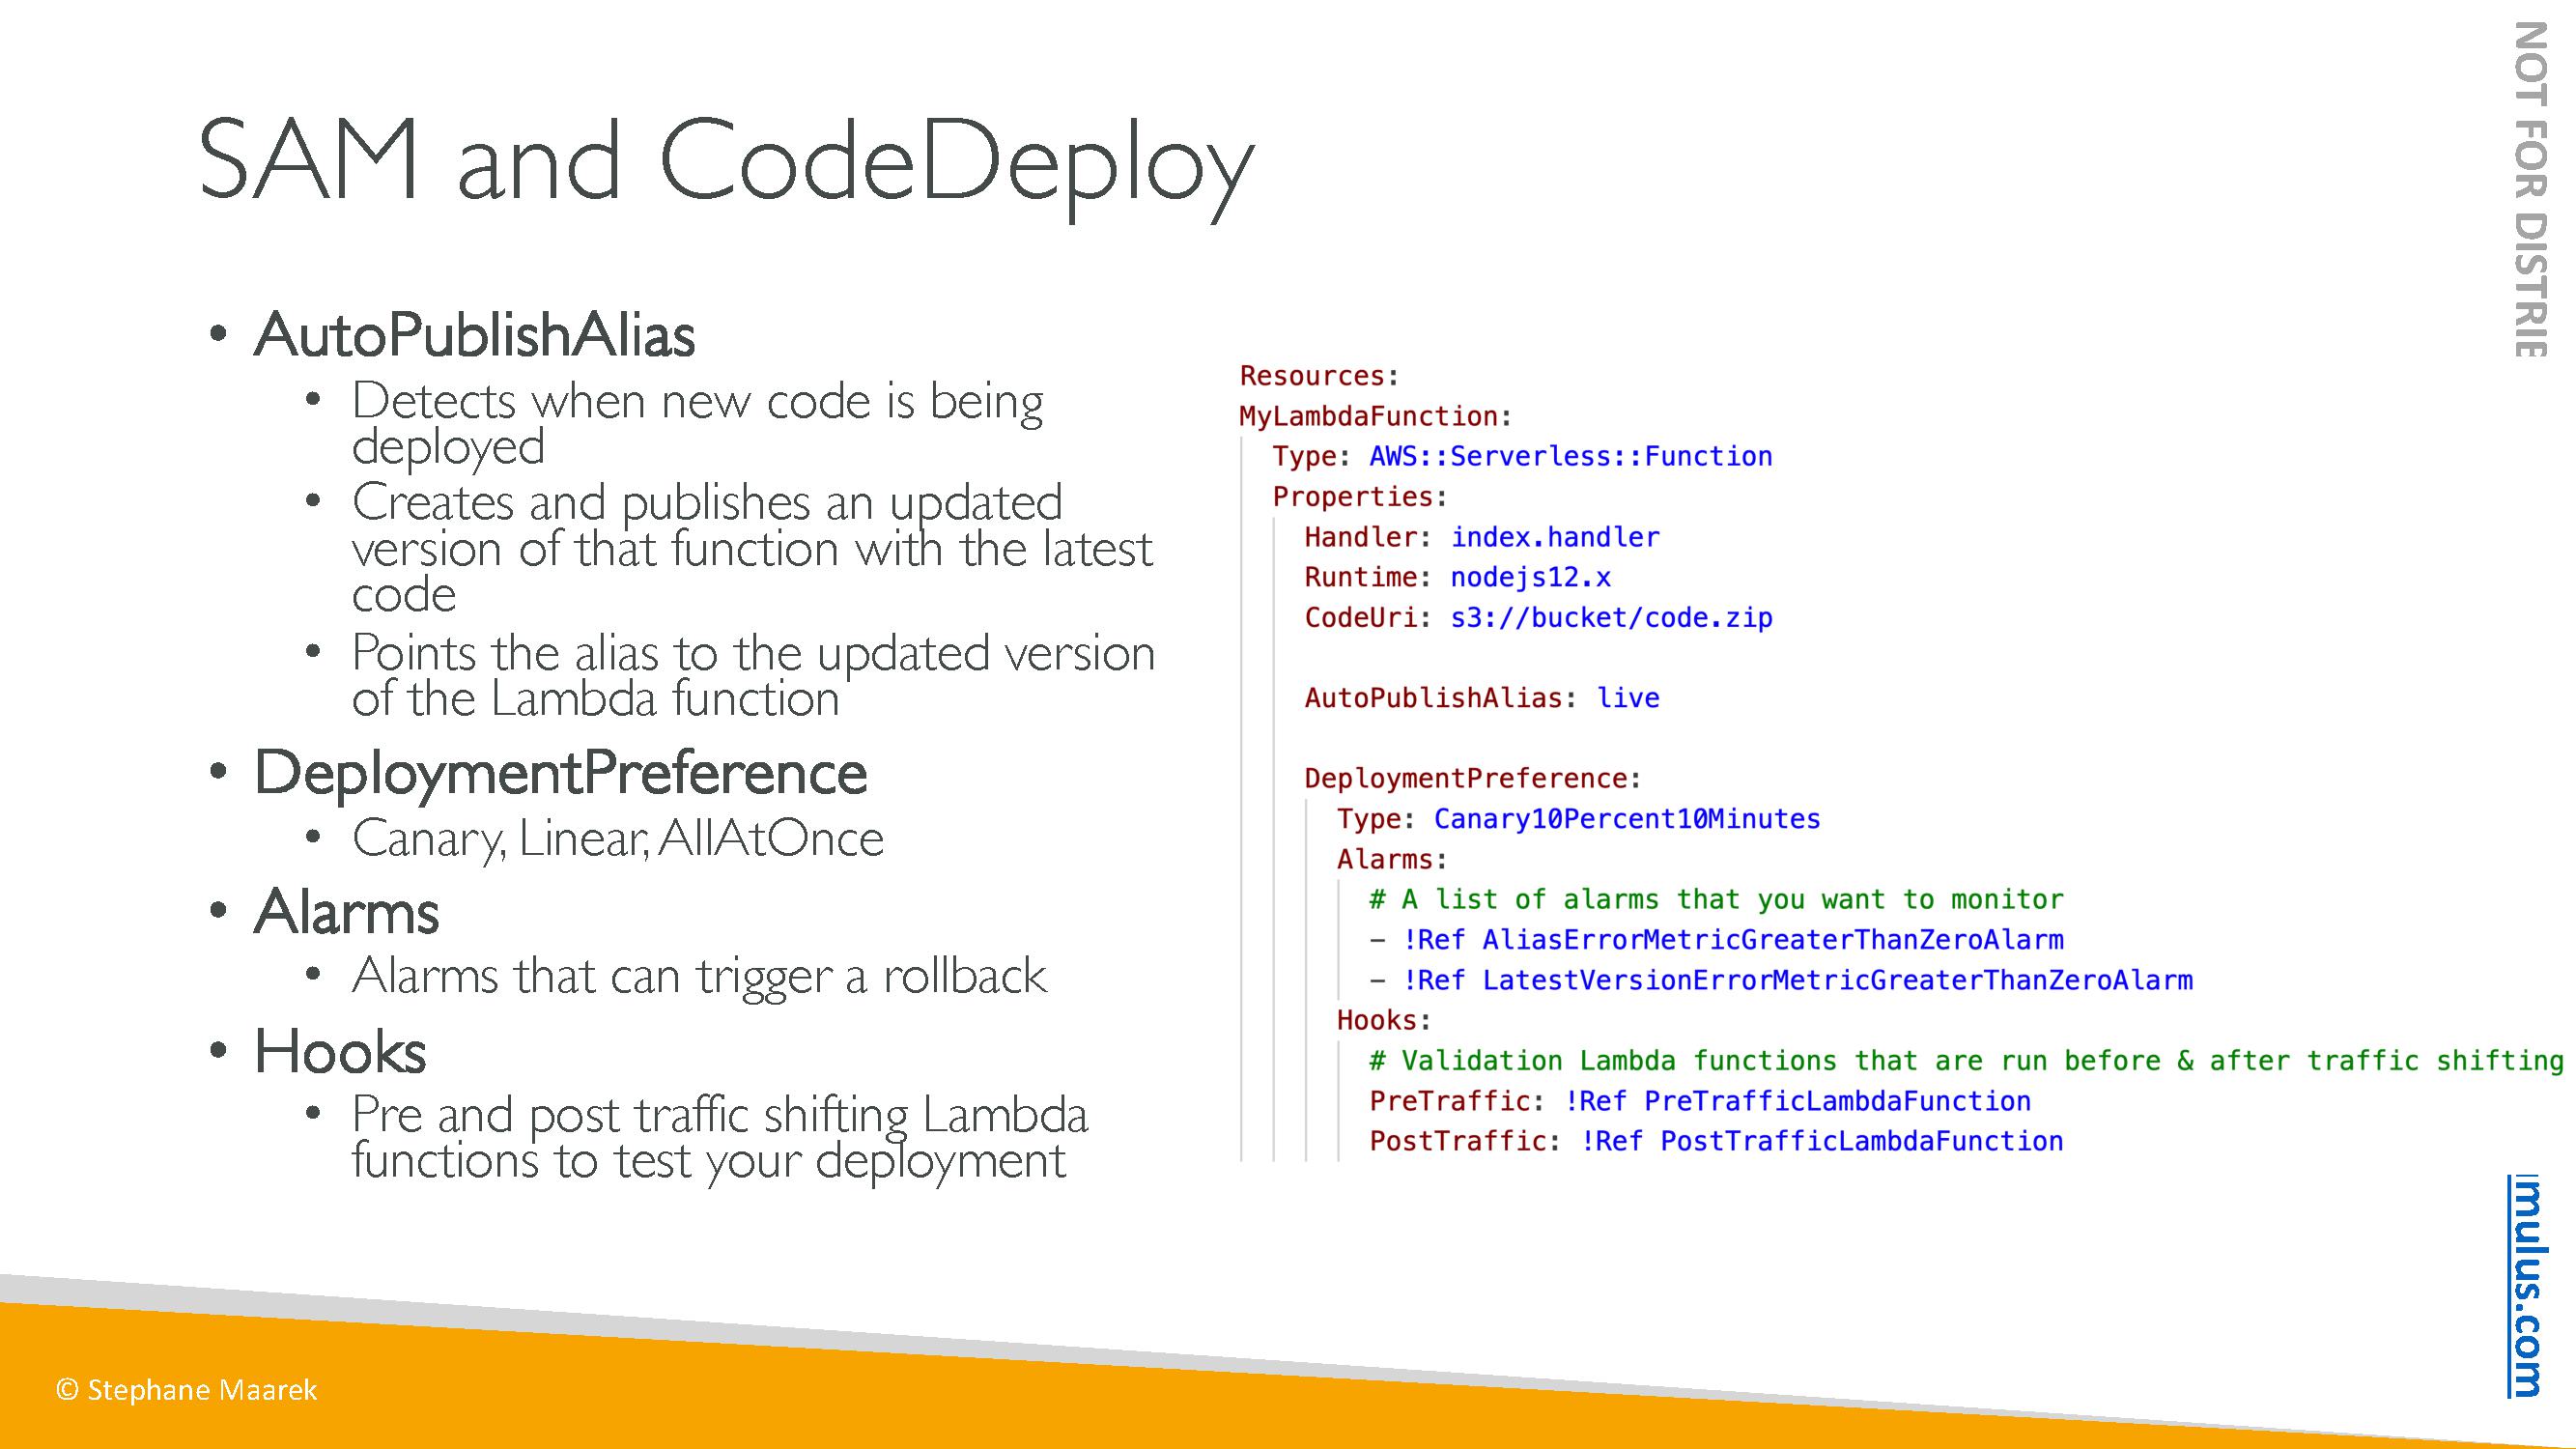 SAM and CodeDeploy
• AutoPublishAlias
• Detects when new code is being
deployed
• Creates and publishes an updated
version of that function with the latest
code
• Points the alias to the updated version
of the Lambda function
• DeploymentPreference
• Canary, Linear, AllAtOnce
• Alarms
• Alarms that can trigger a rollback
• Hooks
• Pre and post traffic shifting Lambda
functions to test your deployment
Resources:
MyLambdaFunction:
Type: AWS::Serverless::Function
Properties:
Handler: index.handler
Runtime: nodejs12.x
CodeUri: s3://bucket/code.zip
AutoPublishAlias: live
DeploymentPreference:
Type: Canary10Percent10Minutes
Alarms:
# A list of alarms that you want to monitor
– !Ref AliasErrorMetricGreaterThanZeroAlarm
– !Ref LatestVersionErrorMetricGreaterThanZeroAlarm
Hooks:
# Validation Lambda functions that are run before & after traffic shifting
PreTraffic: !Ref PreTrafficLambdaFunction
PostTraffic: !Ref PostTrafficLambdaFunction
NOT FOR DISTRIE
mulus.com
© Stephane Maarek